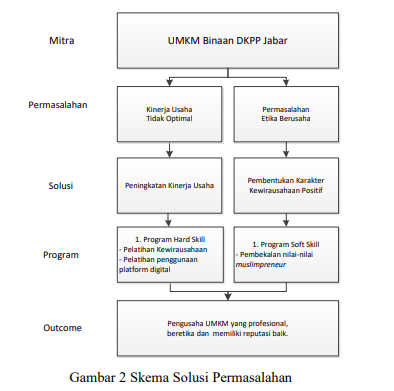 Mitra
UMKM Binaan DKPP Jabar
Permasalahan
Kinerja Usaha
Tidak Optimal
Permasalahan
Etika Berusaha
Solusi
Peningkatan Kinerja Usaha
Pembentukan Karakter
Kewirausahaan Positif
Program
1. Program Hard Skill
- Pelatihan Kewirausahaan
- Pelatihan penggunaan
platform digital
1. Program Soft Skill
- Pembekalan nilai-nilai
muslimpreneur
Outcome
Pengusaha UMKM yang profesional,
beretika dan memiliki reputasi baik.
Gambar 2 Skema Solusi Permasalahan